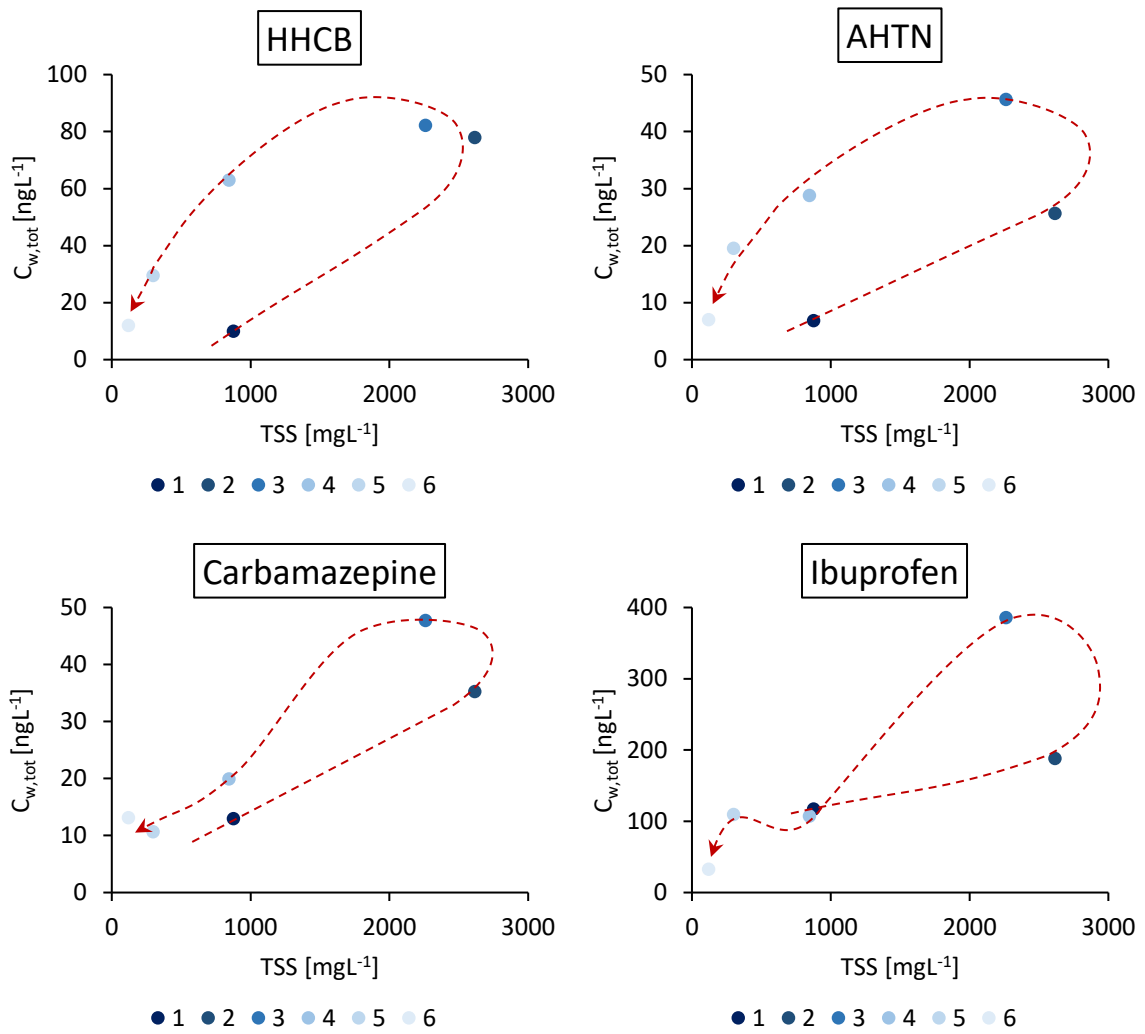 HHCB
100
80
60
40
20
0
C_w,tot [ngL⁻¹]
0 1000 2000 3000
TSS [mgL⁻¹]
1 2 3 4 5 6
AHTN
50
40
30
20
10
0
C_w,tot [ngL⁻¹]
0 1000 2000 3000
TSS [mgL⁻¹]
1 2 3 4 5 6
Carbamazepine
50
40
30
20
10
0
C_w,tot [ngL⁻¹]
0 1000 2000 3000
TSS [mgL⁻¹]
1 2 3 4 5 6
Ibuprofen
400
300
200
100
0
C_w,tot [ngL⁻¹]
0 1000 2000 3000
TSS [mgL⁻¹]
1 2 3 4 5 6